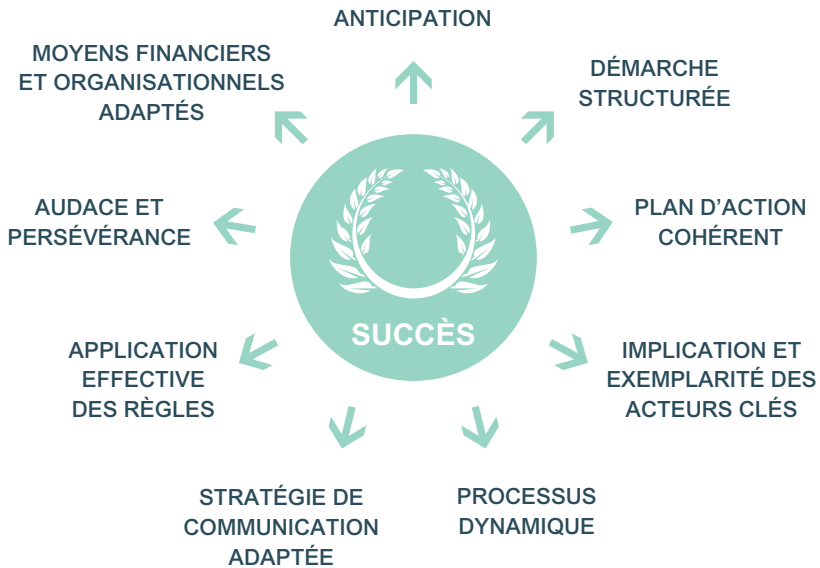 ANTICIPATION
DÉMARCHE
STRUCTURÉE
PLAN D’ACTION
COHÉRENT
IMPLICATION ET
EXEMPLARITÉ DES
ACTEURS CLÉS
PROCESSUS
DYNAMIQUE
STRATÉGIE DE
COMMUNICATION
ADAPTÉE
APPLICATION
EFFECTIVE
DES RÈGLES
AUDACE ET
PERSÉVÉRANCE
MOYENS FINANCIERS
ET ORGANISATIONNELS
ADAPTÉS
SUCCÈS